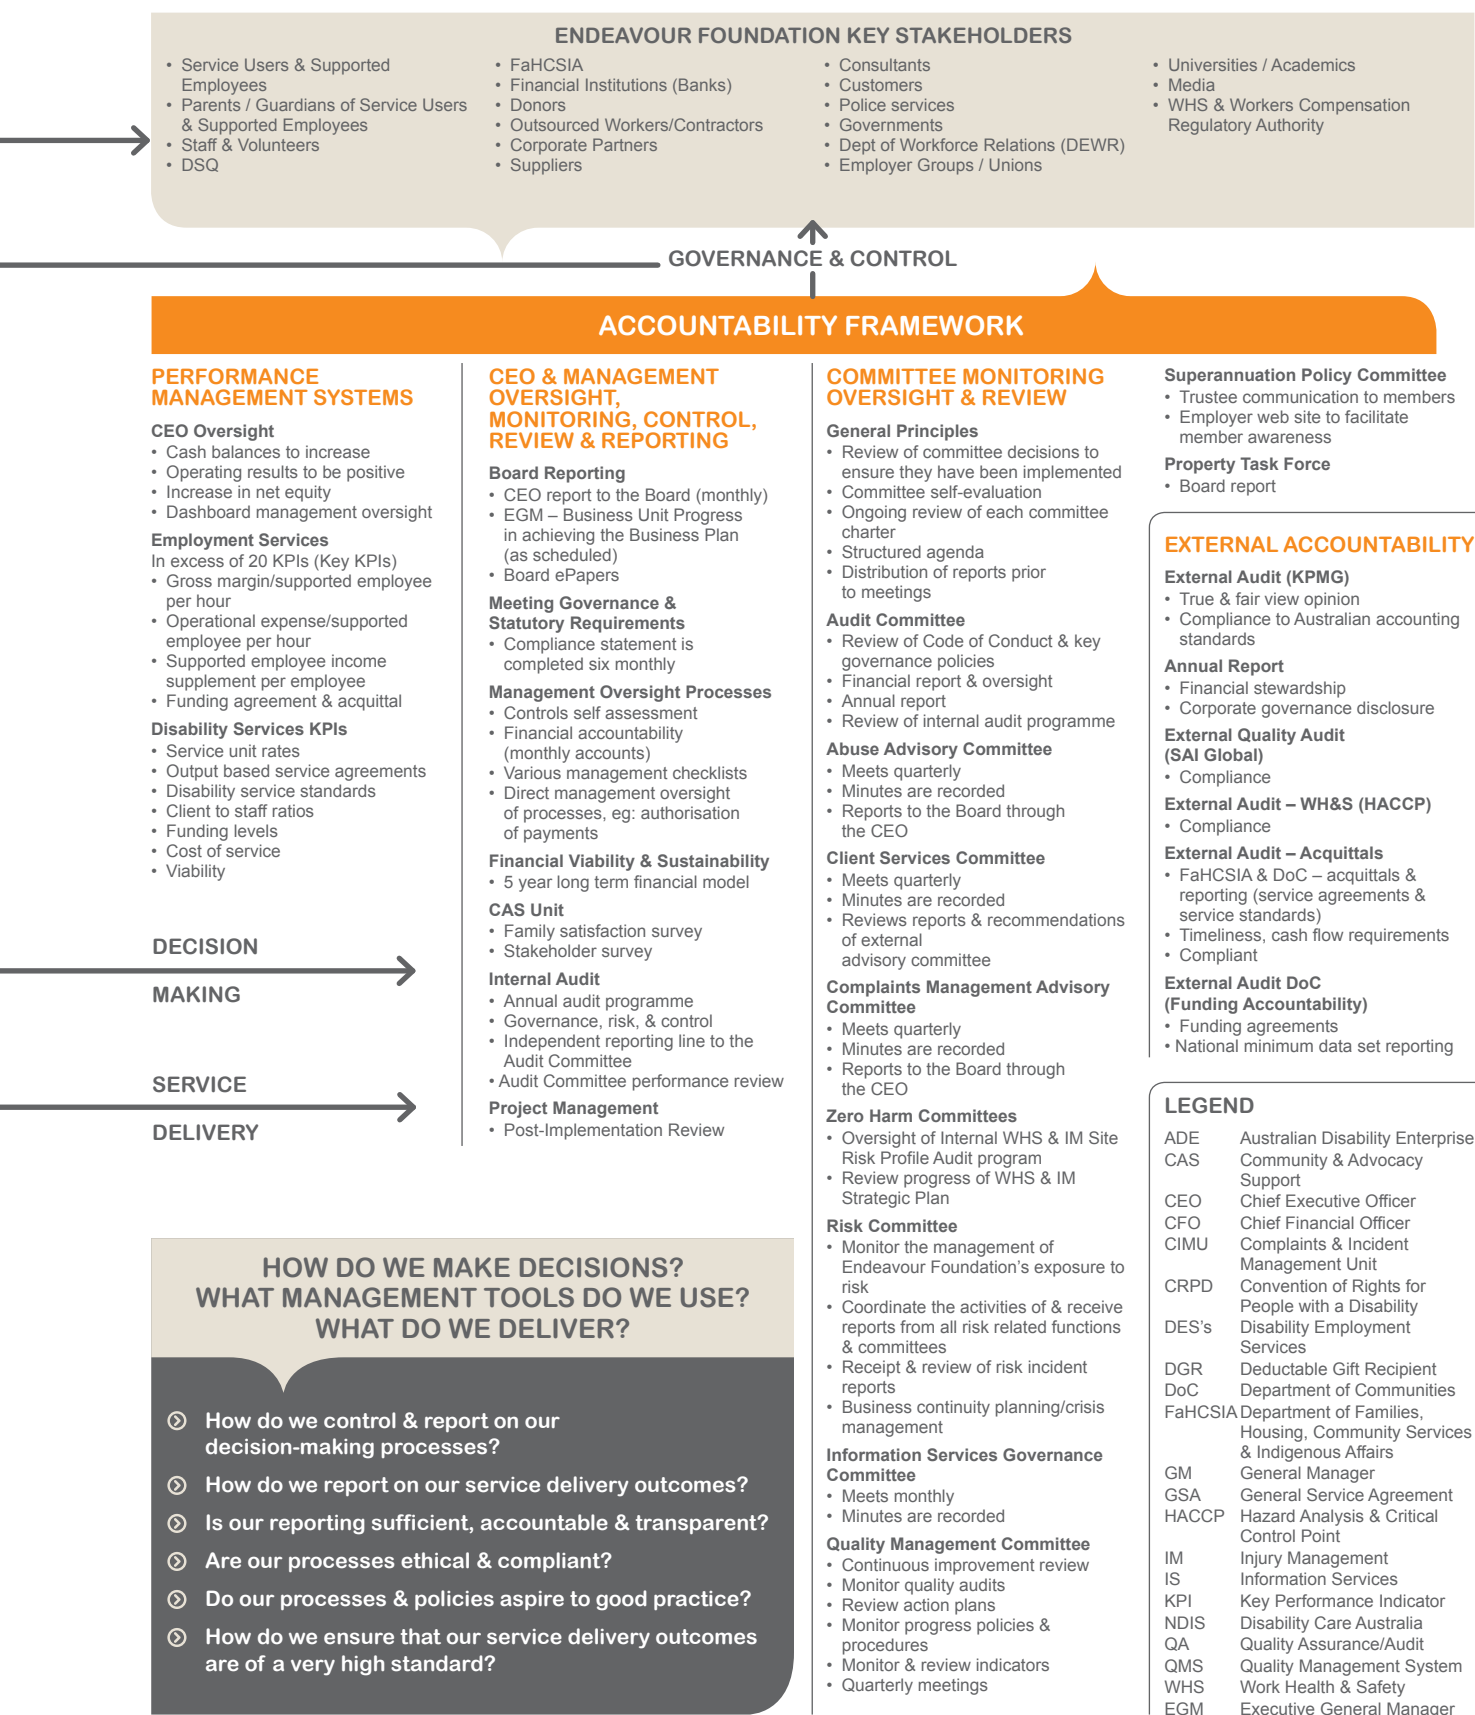 ENDEAVOUR FOUNDATION KEY STAKEHOLDERS
• Service Users & Supported
Employees
• Parents / Guardians of Service Users
& Supported Employees
• Staff & Volunteers
• DSQ
• FaHCSIA
• Financial Institutions (Banks)
• Donors
• Outsourced Workers/Contractors
• Corporate Partners
• Suppliers
• Consultants
• Customers
• Police services
• Governments
• Dept of Workforce Relations (DEWR)
• Employer Groups / Unions
• Universities / Academics
• Media
• WHS & Workers Compensation
Regulatory Authority
GOVERNANCE & CONTROL
ACCOUNTABILITY FRAMEWORK
PERFORMANCE
MANAGEMENT SYSTEMS
CEO Oversight
• Cash balances to increase
• Operating results to be positive
• Increase in net equity
• Dashboard management oversight
Employment Services
In excess of 20 KPIs (Key KPIs)
• Gross margin/supported employee
per hour
• Operational expense/supported
employee per hour
• Supported employee income
supplement per employee
• Funding agreement & acquittal
Disability Services KPIs
• Service unit rates
• Output based service agreements
• Disability service standards
• Client to staff ratios
• Funding levels
• Cost of service
• Viability
DECISION
MAKING
SERVICE
DELIVERY
CEO & MANAGEMENT
OVERSIGHT,
MONITORING, CONTROL,
REVIEW & REPORTING
Board Reporting
• CEO report to the Board (monthly)
• EGM – Business Unit Progress
in achieving the Business Plan
(as scheduled)
• Board ePapers
Meeting Governance &
Statutory Requirements
• Compliance statement is
completed six monthly
Management Oversight Processes
• Controls self assessment
• Financial accountability
(monthly accounts)
• Various management checklists
• Direct management oversight
of processes, eg: authorisation
of payments
Financial Viability & Sustainability
• 5 year long term financial model
CAS Unit
• Family satisfaction survey
• Stakeholder survey
Internal Audit
• Annual audit programme
• Governance, risk, & control
• Independent reporting line to the
Audit Committee
• Audit Committee performance review
Project Management
• Post-Implementation Review
COMMITTEE MONITORING
OVERSIGHT & REVIEW
General Principles
• Review of committee decisions to
ensure they have been implemented
• Committee self-evaluation
• Ongoing review of each committee
charter
• Structured agenda
• Distribution of reports prior
to meetings
Audit Committee
• Review of Code of Conduct & key
governance policies
• Financial report & oversight
• Annual report
• Review of internal audit programme
Abuse Advisory Committee
• Meets quarterly
• Minutes are recorded
• Reports to the Board through
the CEO
Client Services Committee
• Meets quarterly
• Minutes are recorded
• Reviews reports & recommendations
of external
advisory committee
Complaints Management Advisory
Committee
• Meets quarterly
• Minutes are recorded
• Reports to the Board through
the CEO
Zero Harm Committees
• Oversight of Internal WHS & IM Site
Risk Profile Audit program
• Review progress of WHS & IM
Strategic Plan
Risk Committee
• Monitor the management of
Endeavour Foundation's exposure to
risk
• Coordinate the activities of & receive
reports from all risk related functions
& committees
• Receipt & review of risk incident
reports
• Business continuity planning/crisis
management
Information Services Governance
Committee
• Meets monthly
• Minutes are recorded
Quality Management Committee
• Continuous improvement review
• Monitor quality audits
• Review action plans
• Monitor progress policies &
procedures
• Monitor & review indicators
• Quarterly meetings
Superannuation Policy Committee
• Trustee communication to members
• Employer web site to facilitate
member awareness
Property Task Force
• Board report
EXTERNAL ACCOUNTABILITY
External Audit (KPMG)
• True & fair view opinion
• Compliance to Australian accounting
standards
Annual Report
• Financial stewardship
• Corporate governance disclosure
External Quality Audit
(SAI Global)
• Compliance
External Audit – WH&S (HACCP)
• Compliance
External Audit – Acquittals
• FaHCSIA & DoC – acquittals &
reporting (service agreements &
service standards)
• Timeliness, cash flow requirements
• Compliant
External Audit DoC
(Funding Accountability)
• Funding agreements
• National minimum data set reporting
LEGEND
ADE Australian Disability Enterprise
CAS Community & Advocacy
Support
CEO Chief Executive Officer
CFO Chief Financial Officer
CIMU Complaints & Incident
Management Unit
CRPD Convention of Rights for
People with a Disability
DES's Disability Employment
Services
DGR Deductable Gift Recipient
DoC Department of Communities
FaHCSIA Department of Families,
Housing, Community Services
& Indigenous Affairs
GM General Manager
GSA General Service Agreement
HACCP Hazard Analysis & Critical
Control Point
IM Injury Management
IS Information Services
KPI Key Performance Indicator
NDIS Disability Care Australia
QA Quality Assurance/Audit
QMS Quality Management System
WHS Work Health & Safety
EGM Executive General Manager
HOW DO WE MAKE DECISIONS?
WHAT MANAGEMENT TOOLS DO WE USE?
WHAT DO WE DELIVER?
How do we control & report on our
decision-making processes?
How do we report on our service delivery outcomes?
Is our reporting sufficient, accountable & transparent?
Are our processes ethical & compliant?
Do our processes & policies aspire to good practice?
How do we ensure that our service delivery outcomes
are of a very high standard?